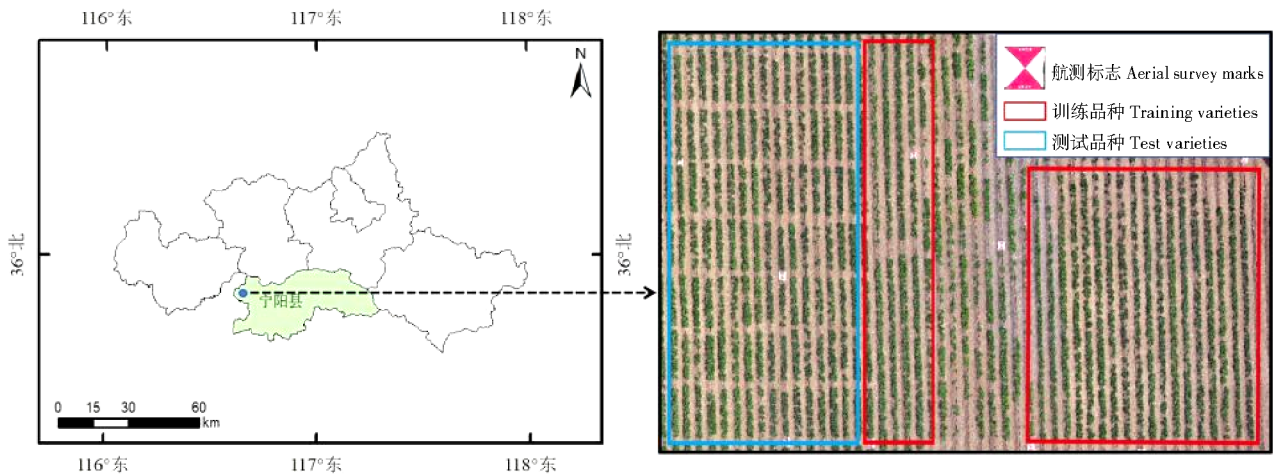 116°东 117°东 118°东
N
36°北
36°北
宁阳县
0 15 30 60
km
116°东 117°东 118°东
航测标志 Aerial survey marks
训练品种 Training varieties
测试品种 Test varieties